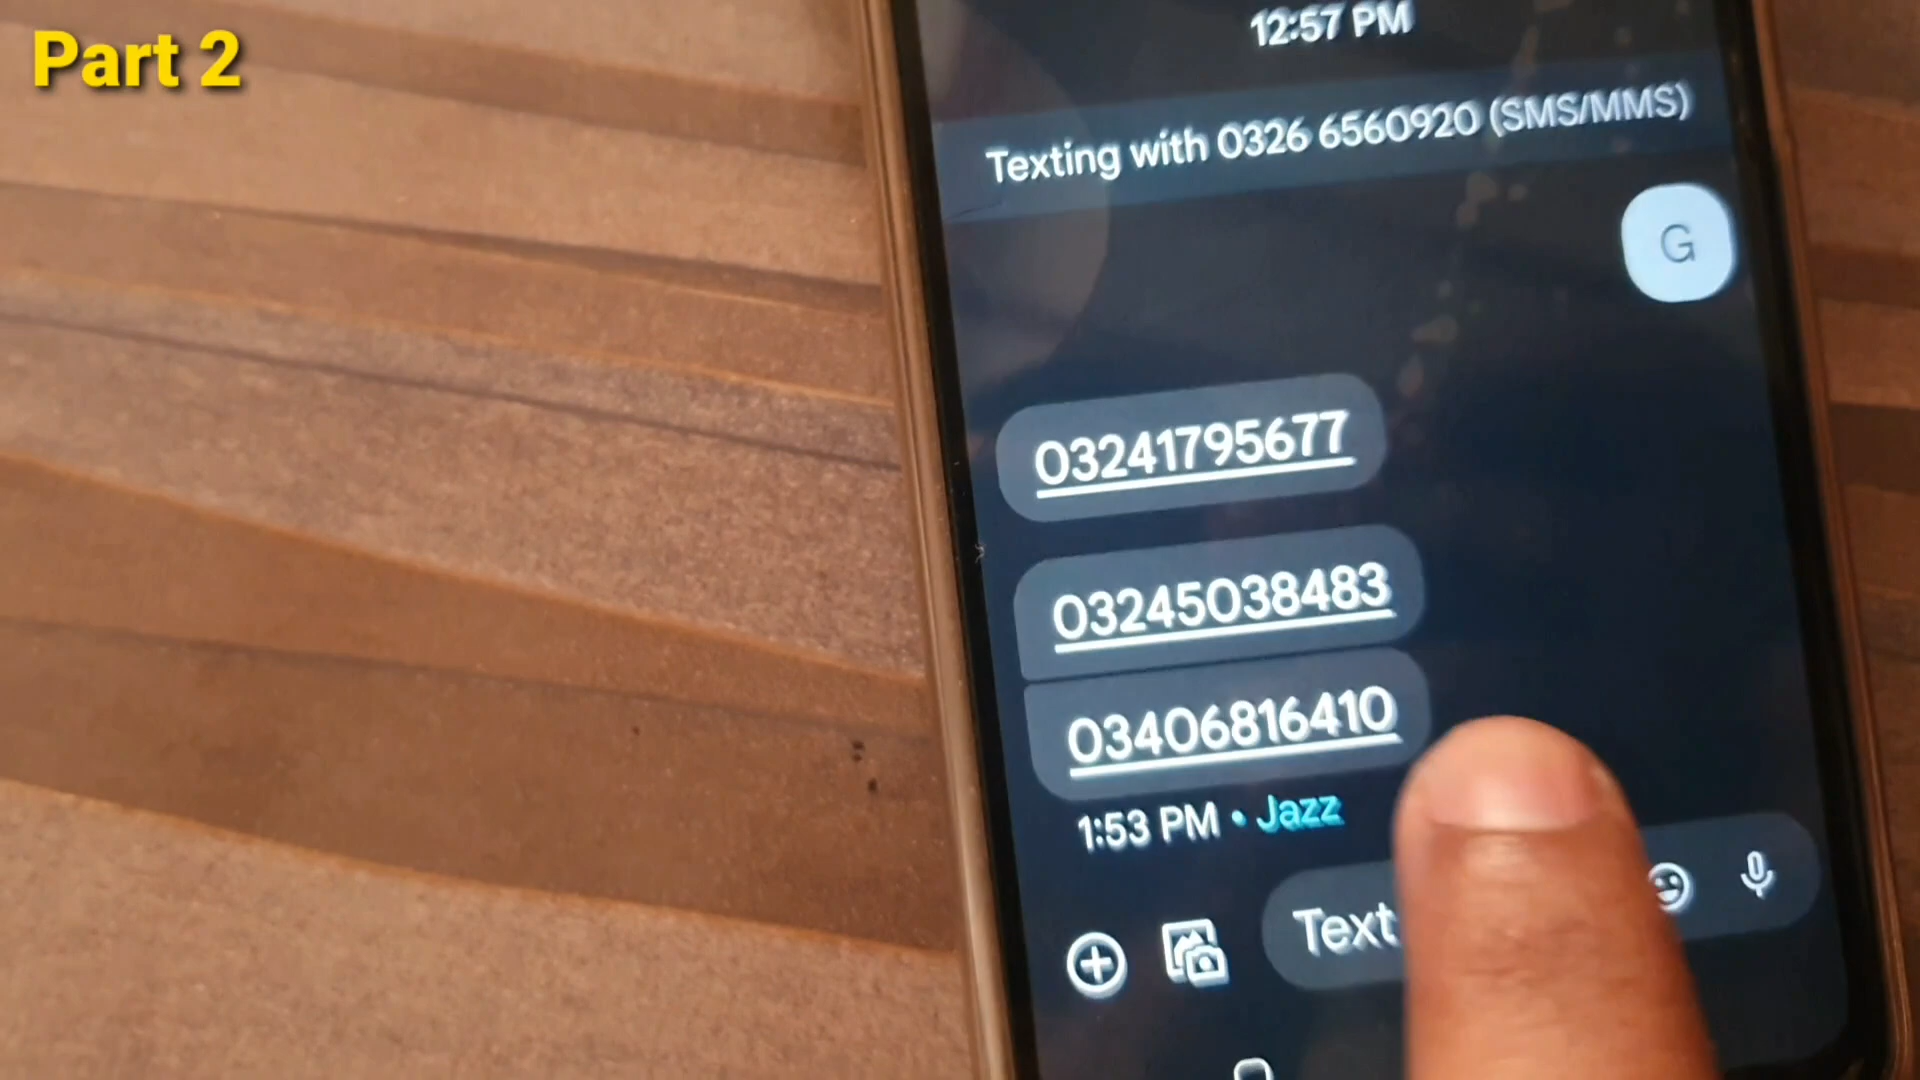 Part 2
12:57 PM
Texting with 0326 6560920 (SMS/MMS)
G
03241795677
03245038483
03406816410
1:53 PM • Jazz
Text